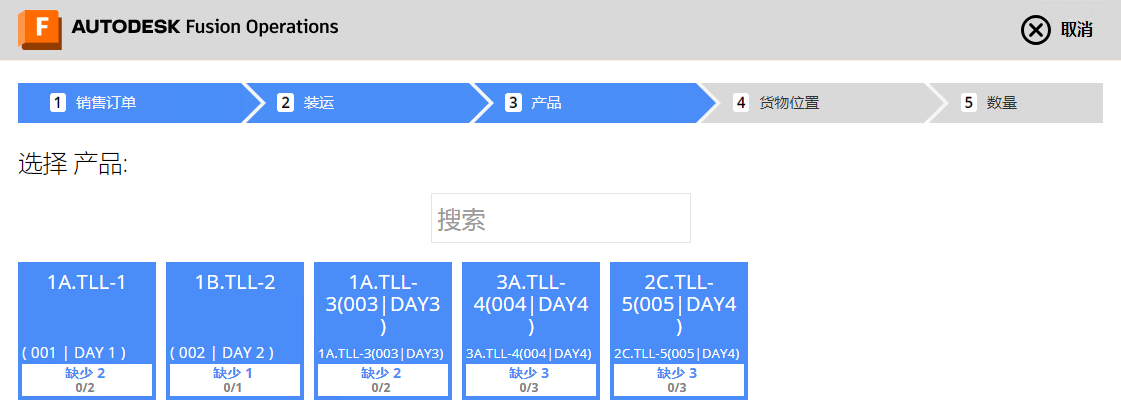 F AUTODESK Fusion Operations
取消
1 销售订单
2 装运
3 产品
4 货物位置
5 数量
选择 产品:
搜索
1A.TLL-1
( 001 | DAY 1 )
缺少 2
0/2
1B.TLL-2
( 002 | DAY 2 )
缺少 1
0/1
1A.TLL-
3(003|DAY3
)
1A.TLL-3(003|DAY3)
缺少 2
0/2
3A.TLL-
4(004|DAY4
)
3A.TLL-4(004|DAY4)
缺少 3
0/3
2C.TLL-
5(005|DAY4
)
2C.TLL-5(005|DAY4)
缺少 3
0/3